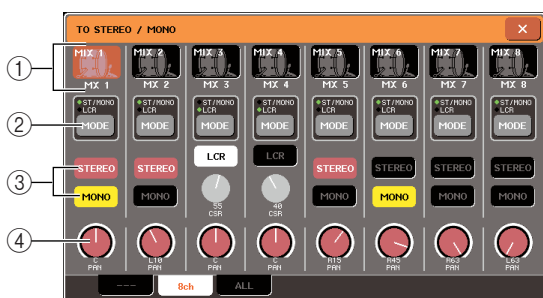 TO STEREO / MONO
×
MIX 1 MIX 2 MIX 3 MIX 4 MIX 5 MIX 6 MIX 7 MIX 8
①
MX 1 MX 2 MX 3 MX 4 MX 5 MX 6 MX 7 MX 8
ST/MONO ST/MONO ST/MONO ST/MONO ST/MONO ST/MONO ST/MONO ST/MONO
LCR LCR LCR LCR LCR LCR LCR LCR
② MODE MODE MODE MODE MODE MODE MODE MODE
LCR LCR
STEREO STEREO STEREO STEREO STEREO STEREO
③
MONO MONO MONO MONO MONO MONO
55 40
CSR CSR
④
C L10 C C R15 R45 R63 L63
PAN PAN PAN PAN PAN PAN PAN PAN
--- 8ch ALL